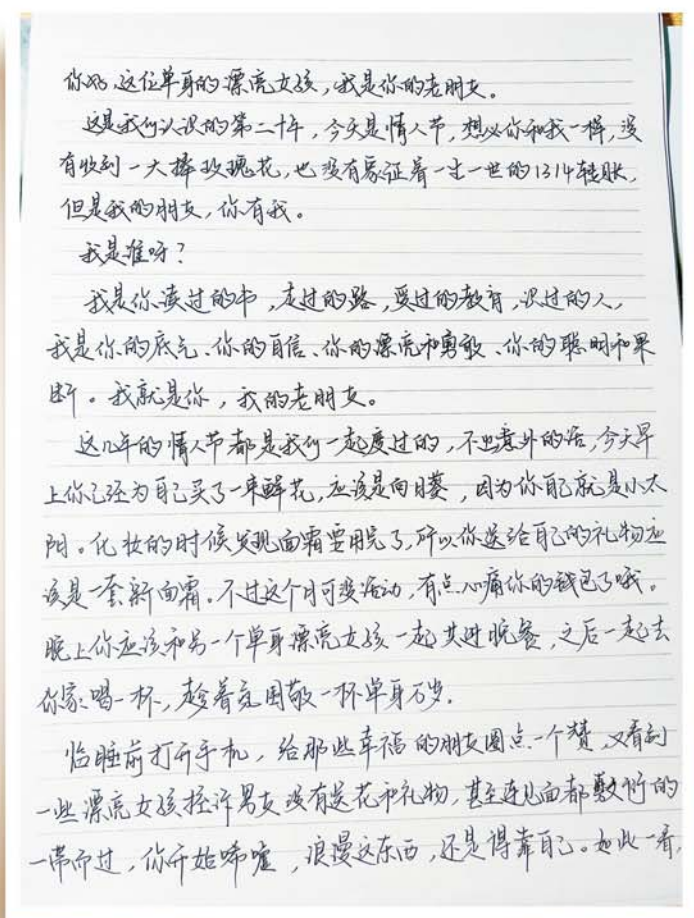 你好，这位单身的漂亮女孩，我是你的老朋友。
这是我们认识的第二十年，今天是情人节，想必你和我一样，没
有收到一大捧玫瑰花，也没有象征着一生一世的1314转账，
但是我的朋友，你有我。
我是谁呀？
我是你读过的书，走过的路，受过的教育，识过的人，
我是你的底气、你的自信、你的漂亮和勇敢、你的聪明和果
断。我就是你，我的老朋友。
这几年的情人节都是我们一起度过的，不出意外的话，今天早
上你已经为自己买了一束鲜花，应该是向日葵，因为你自己就是小太
阳。化妆的时候发现面霜要用完了，所以你送给自己的礼物应
该是一套新面霜。不过这个月可没活动，有点心痛你的钱包了哦。
晚上你应该和另一个单身漂亮女孩一起共进晚餐，之后一起去
你家喝一杯，趁着氛围敬一杯单身万岁。
临睡前打开手机，给那些幸福的朋友圈点一个赞，又看到
一些漂亮女孩控诉男友没有送花和礼物，甚至连见面都敷衍的
一带而过，你开始唏嘘，浪漫这东西，还是得靠自己。如此一看，